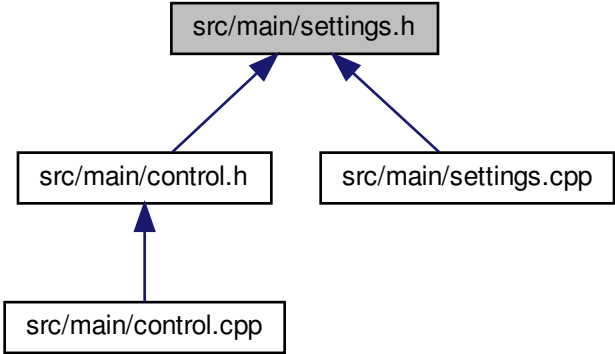 src/main/settings.h
src/main/control.h
src/main/settings.cpp
src/main/control.cpp